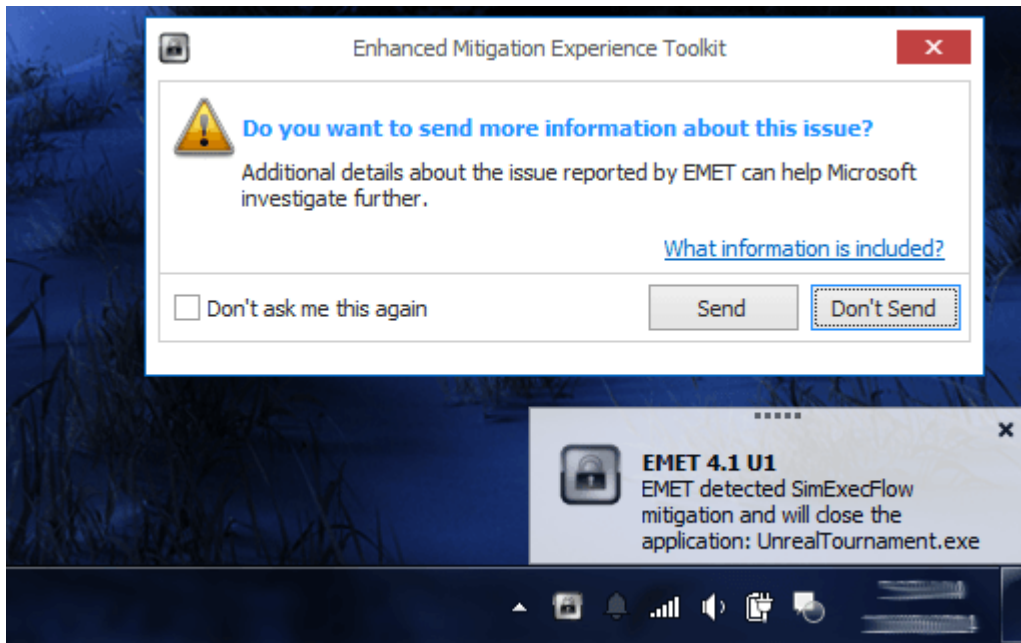 Enhanced Mitigation Experience Toolkit
Do you want to send more information about this issue?
Additional details about the issue reported by EMET can help Microsoft
investigate further.
What information is included?
Don't ask me this again
Send
Don't Send
EMET 4.1 U1
EMET detected SimExecFlow
mitigation and will close the
application: UnrealTournament.exe